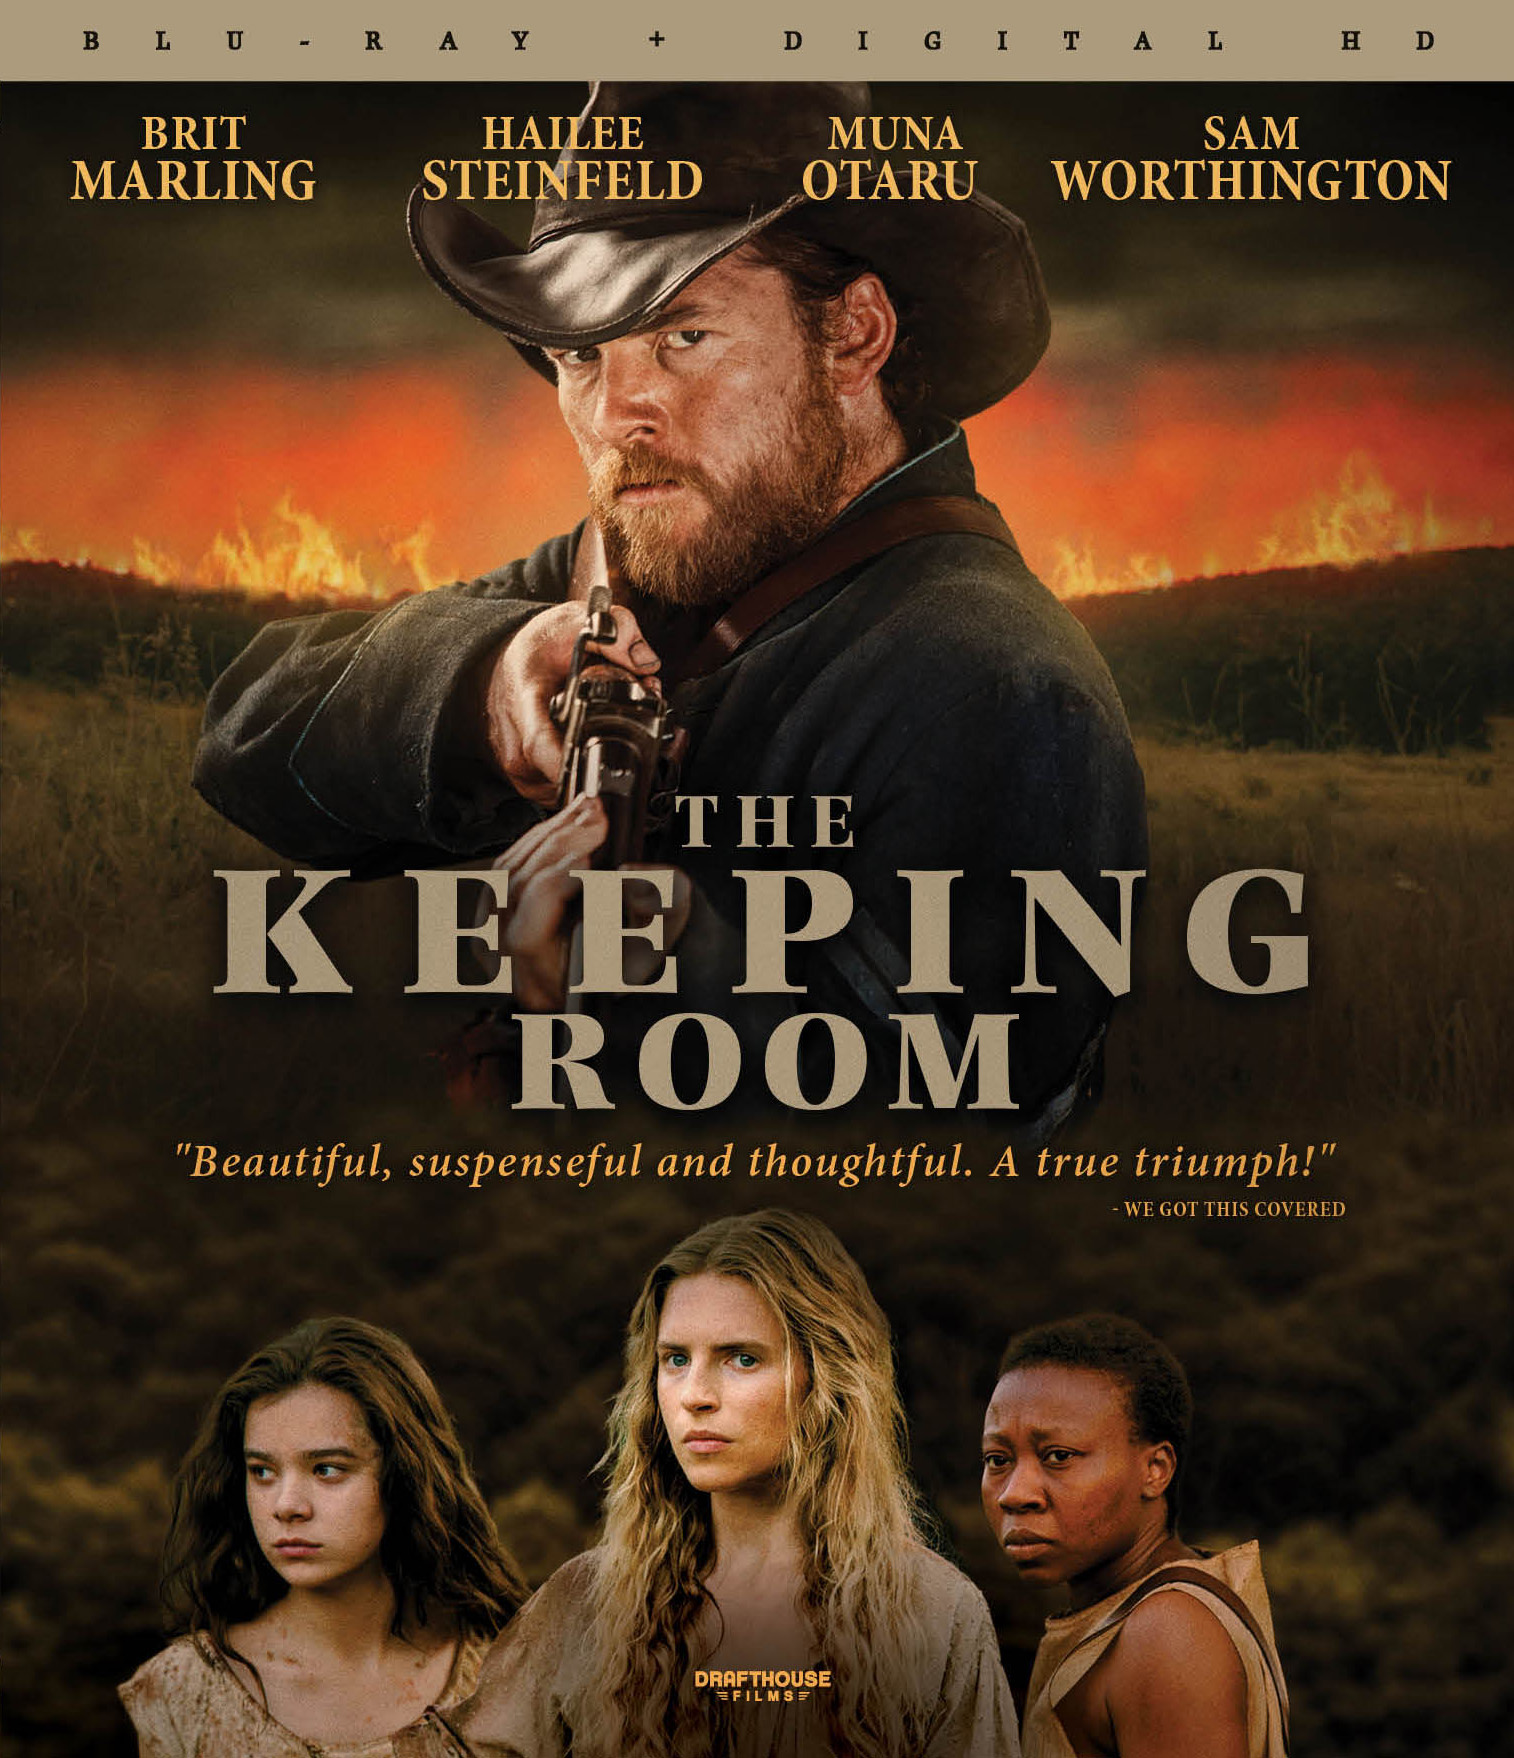 BLU-RAY + DIGITAL HD
BRIT MARLING
HAILEE STEINFELD
MUNA OTARU
SAM WORTHINGTON
THE
KEEPING
ROOM
"Beautiful, suspenseful and thoughtful. A true triumph!"
- WE GOT THIS COVERED
DRAFTHOUSE
FILMS